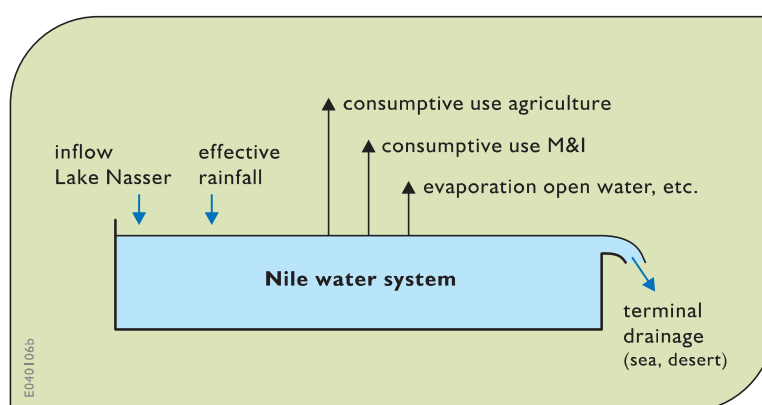 consumptive use agriculture
inflow
Lake Nasser
effective
rainfall
consumptive use M&I
evaporation open water, etc.
Nile water system
terminal
drainage
(sea, desert)
E040106b